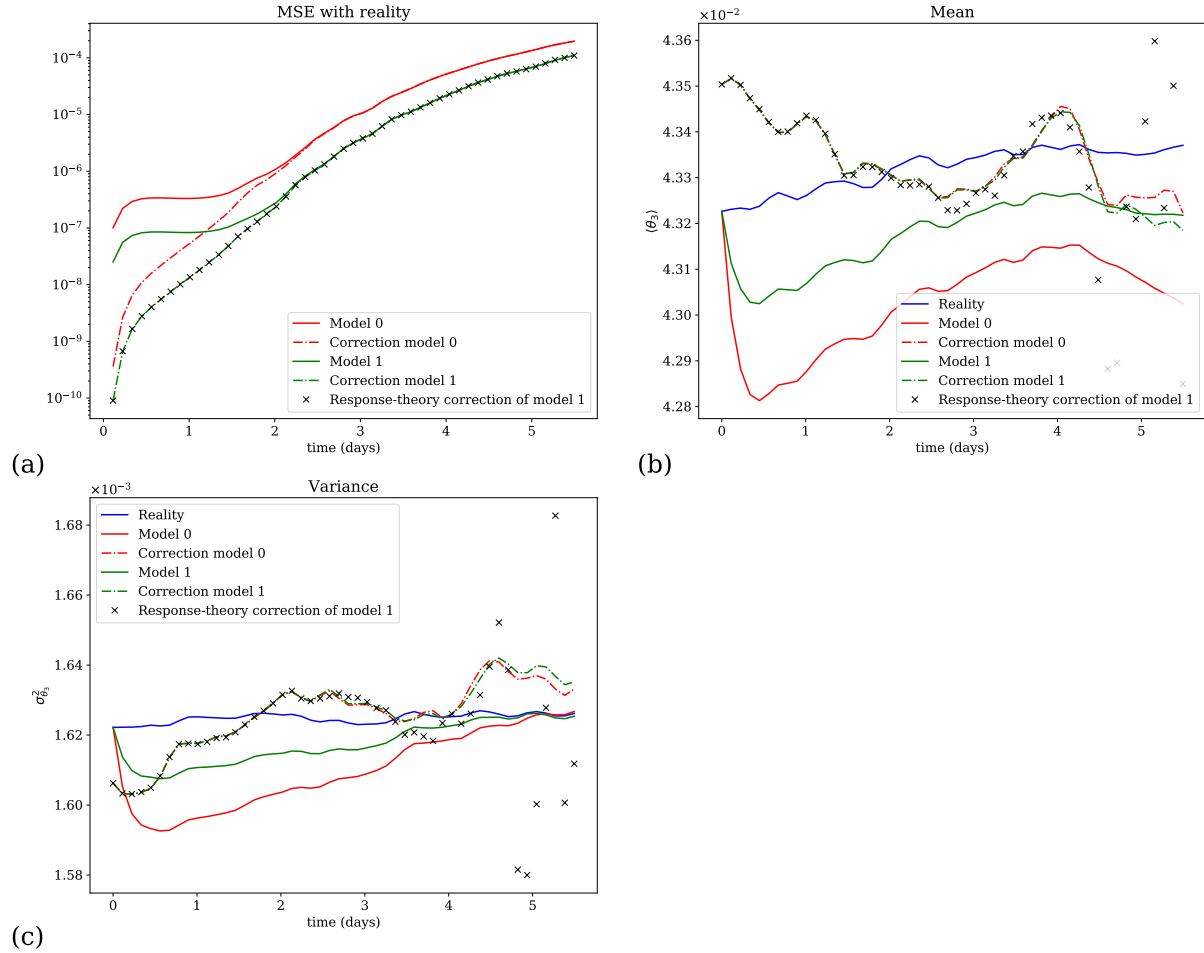 MSE with reality
10⁻⁴
10⁻⁵
10⁻⁶
10⁻⁷
10⁻⁸
10⁻⁹
10⁻¹⁰
0 1 2 3 4 5
time (days)
Model 0
Correction model 0
Model 1
Correction model 1
Response-theory correction of model 1
(a)
×10⁻²
Mean
4.36
4.35
4.34
4.33
4.32
4.31
4.30
4.29
4.28
⟨θ₃⟩
0 1 2 3 4 5
time (days)
Reality
Model 0
Correction model 0
Model 1
Correction model 1
Response-theory correction of model 1
(b)
×10⁻³
Variance
1.68
1.66
1.64
1.62
1.60
1.58
σ²θ₃
0 1 2 3 4 5
time (days)
Reality
Model 0
Correction model 0
Model 1
Correction model 1
Response-theory correction of model 1
(c)